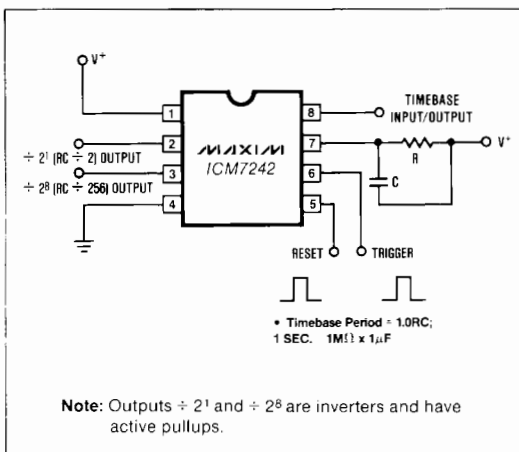 V+
1
2
3
4
÷ 2¹ (RC ÷ 2) OUTPUT
÷ 2⁸ (RC ÷ 256) OUTPUT
MAXIM
ICM7242
8
7
6
5
TIMEBASE
INPUT/OUTPUT
R
V+
C
RESET
TRIGGER
• Timebase Period = 1.0RC;
1 SEC. 1MΩ x 1µF
Note: Outputs ÷ 2¹ and ÷ 2⁸ are inverters and have
active pullups.